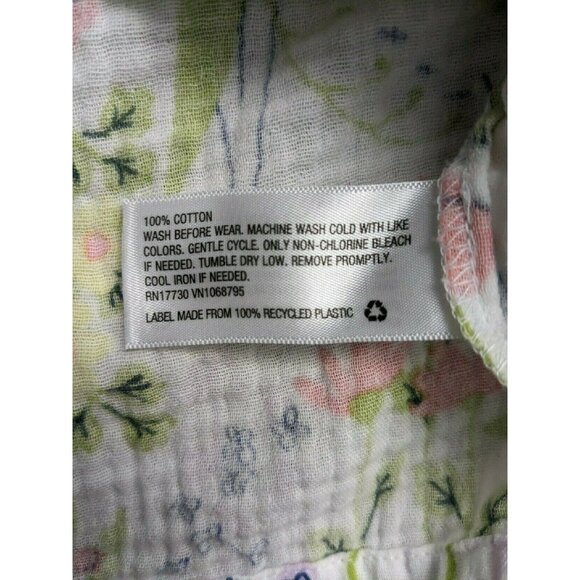 100% COTTON
WASH BEFORE WEAR. MACHINE WASH COLD WITH LIKE
COLORS. GENTLE CYCLE. ONLY NON-CHLORINE BLEACH
IF NEEDED. TUMBLE DRY LOW. REMOVE PROMPTLY.
COOL IRON IF NEEDED.
RN17730 VN1068795
LABEL MADE FROM 100% RECYCLED PLASTIC